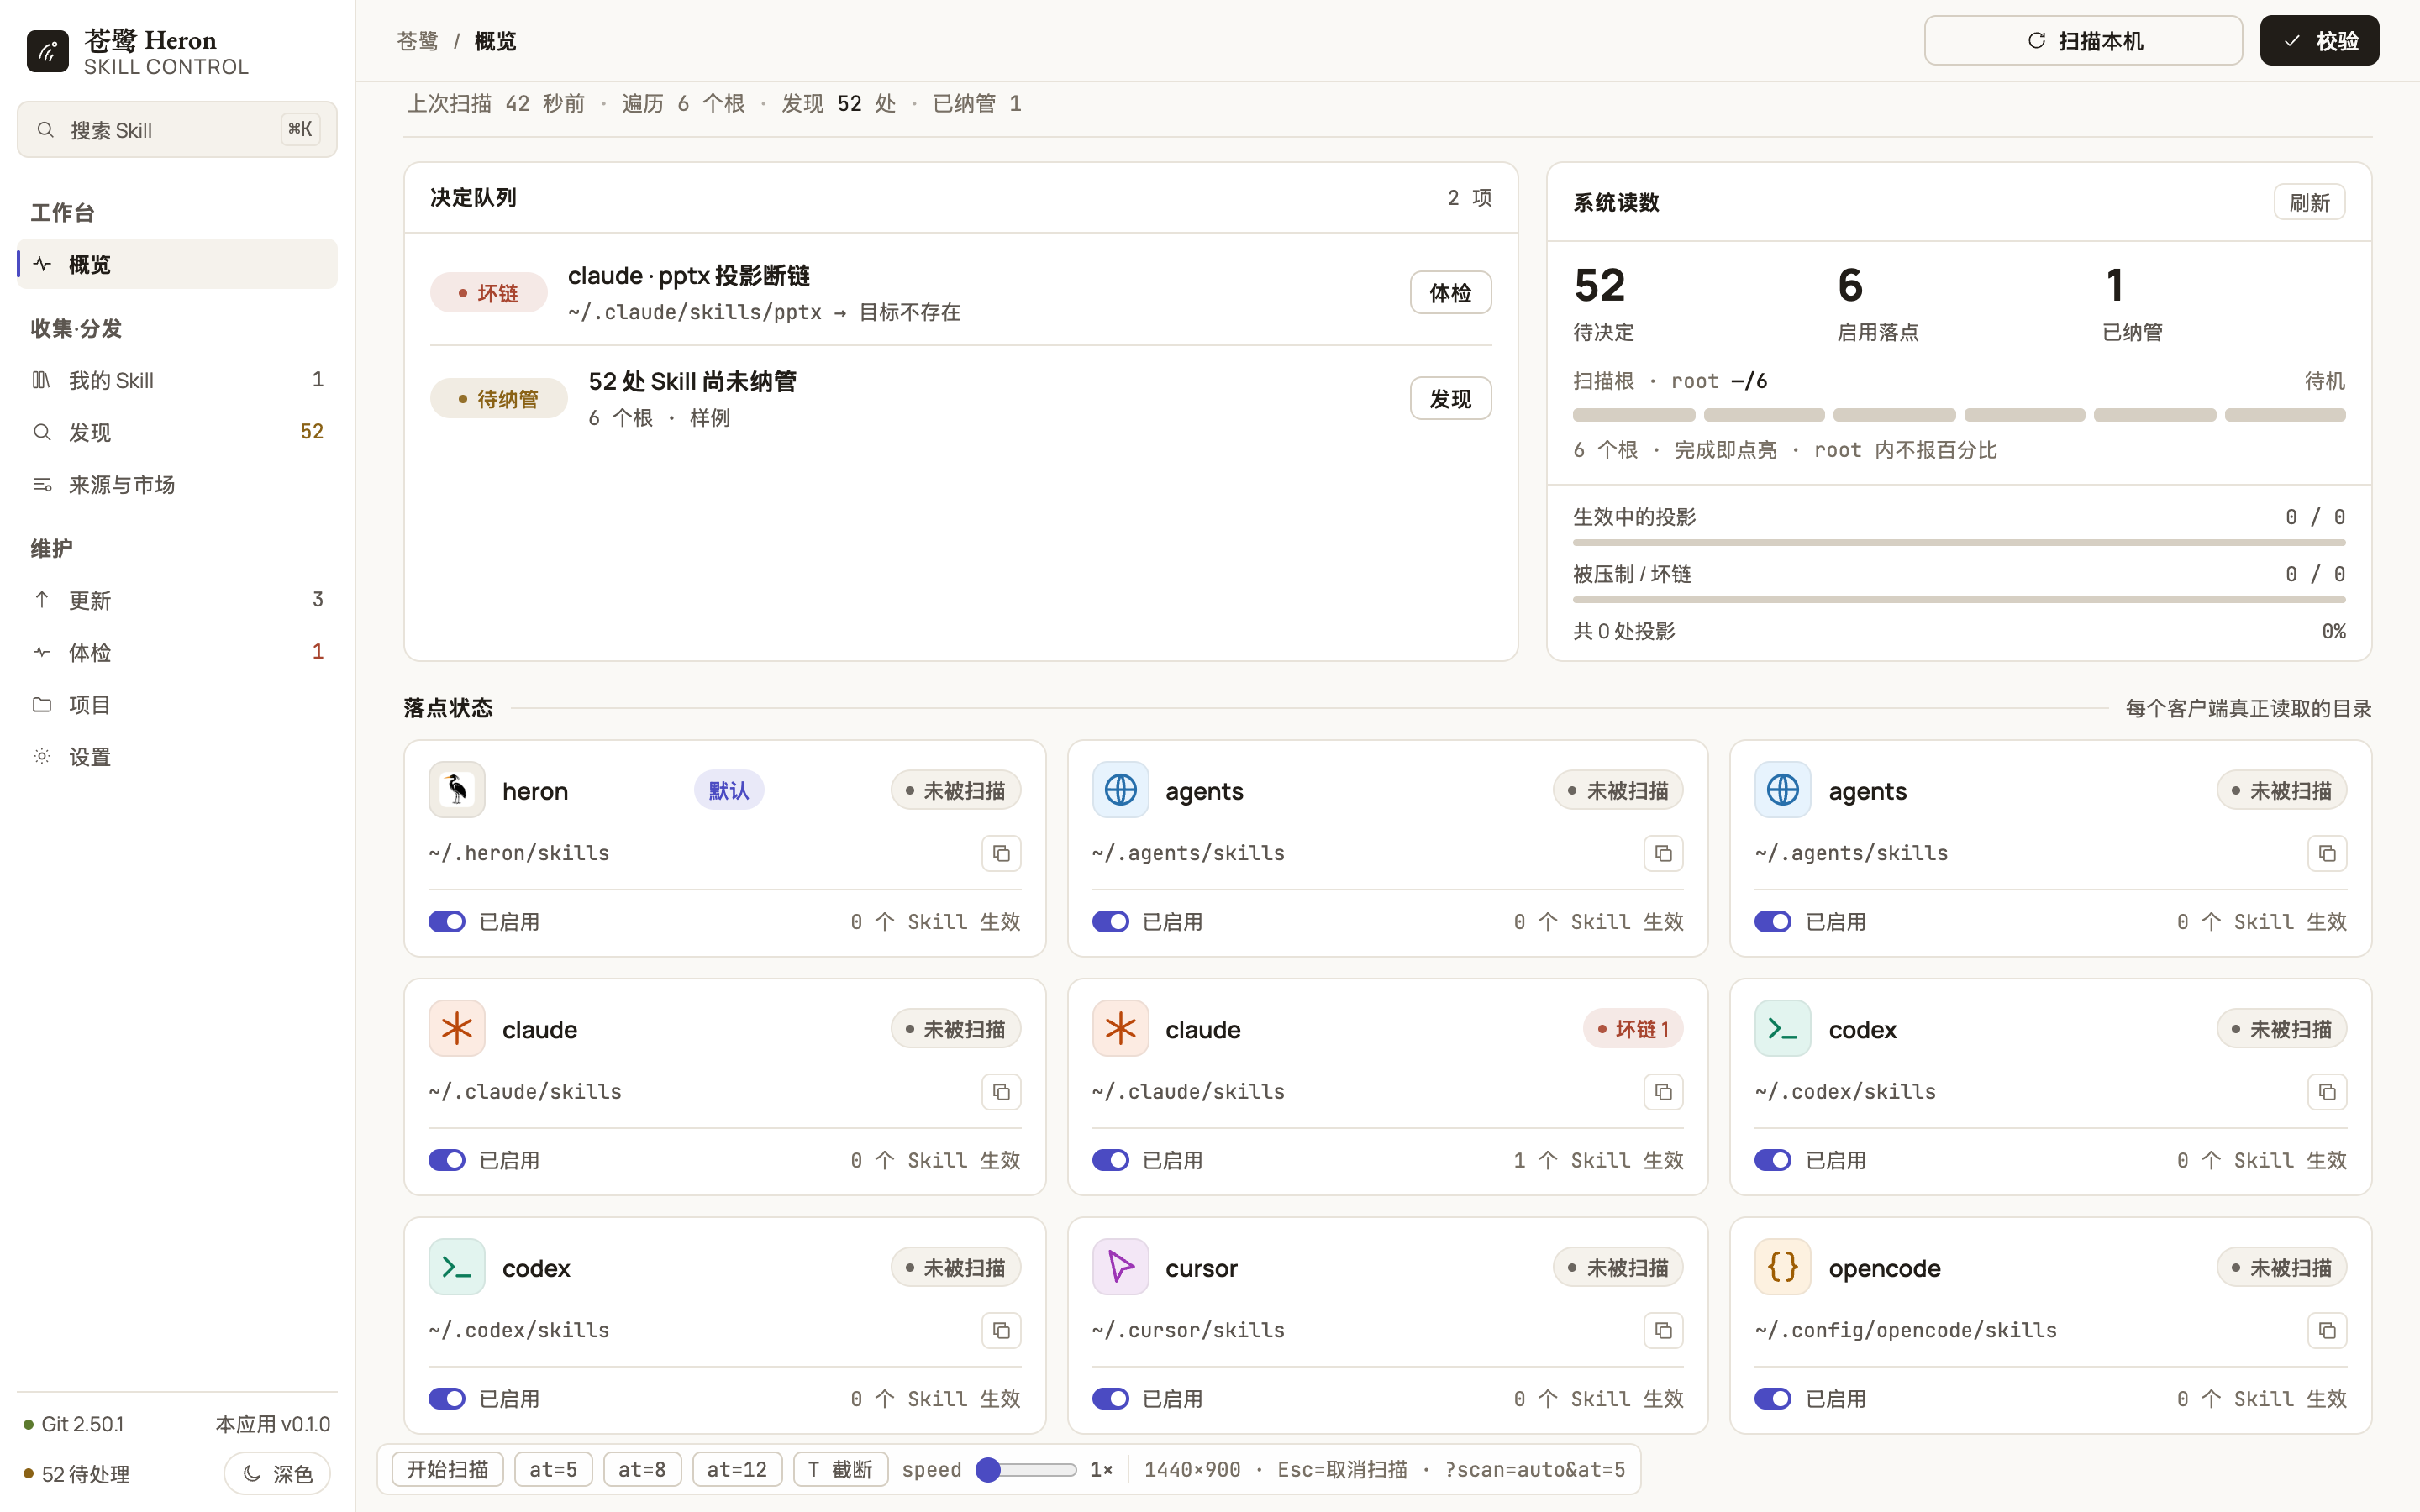 苍鹭 Heron
SKILL CONTROL
搜索 Skill ⌘K
工作台
概览
收集·分发
我的 Skill 1
发现 52
来源与市场
维护
更新 3
体检 1
项目
设置
Git 2.50.1 本应用 v0.1.0
52 待处理 深色
苍鹭 / 概览
扫描本机
校验
上次扫描 42 秒前 · 遍历 6 个根 · 发现 52 处 · 已纳管 1
决定队列 2 项
坏链
claude · pptx 投影断链
~/.claude/skills/pptx → 目标不存在
体检
待纳管
52 处 Skill 尚未纳管
6 个根 · 样例
发现
系统读数 刷新
52 6 1
待决定 启用落点 已纳管
扫描根 · root —/6 待机
6 个根 · 完成即点亮 · root 内不报百分比
生效中的投影 0 / 0
被压制 / 坏链 0 / 0
共 0 处投影 0%
落点状态 每个客户端真正读取的目录
heron 默认 未被扫描
~/.heron/skills
已启用 0 个 Skill 生效
agents 未被扫描
~/.agents/skills
已启用 0 个 Skill 生效
agents 未被扫描
~/.agents/skills
已启用 0 个 Skill 生效
claude 未被扫描
~/.claude/skills
已启用 0 个 Skill 生效
claude 坏链 1
~/.claude/skills
已启用 1 个 Skill 生效
codex 未被扫描
~/.codex/skills
已启用 0 个 Skill 生效
codex 未被扫描
~/.codex/skills
已启用 0 个 Skill 生效
cursor 未被扫描
~/.cursor/skills
已启用 0 个 Skill 生效
opencode 未被扫描
~/.config/opencode/skills
已启用 0 个 Skill 生效
开始扫描 at=5 at=8 at=12 T 截断 speed 1× 1440×900 · Esc=取消扫描 · ?scan=auto&at=5